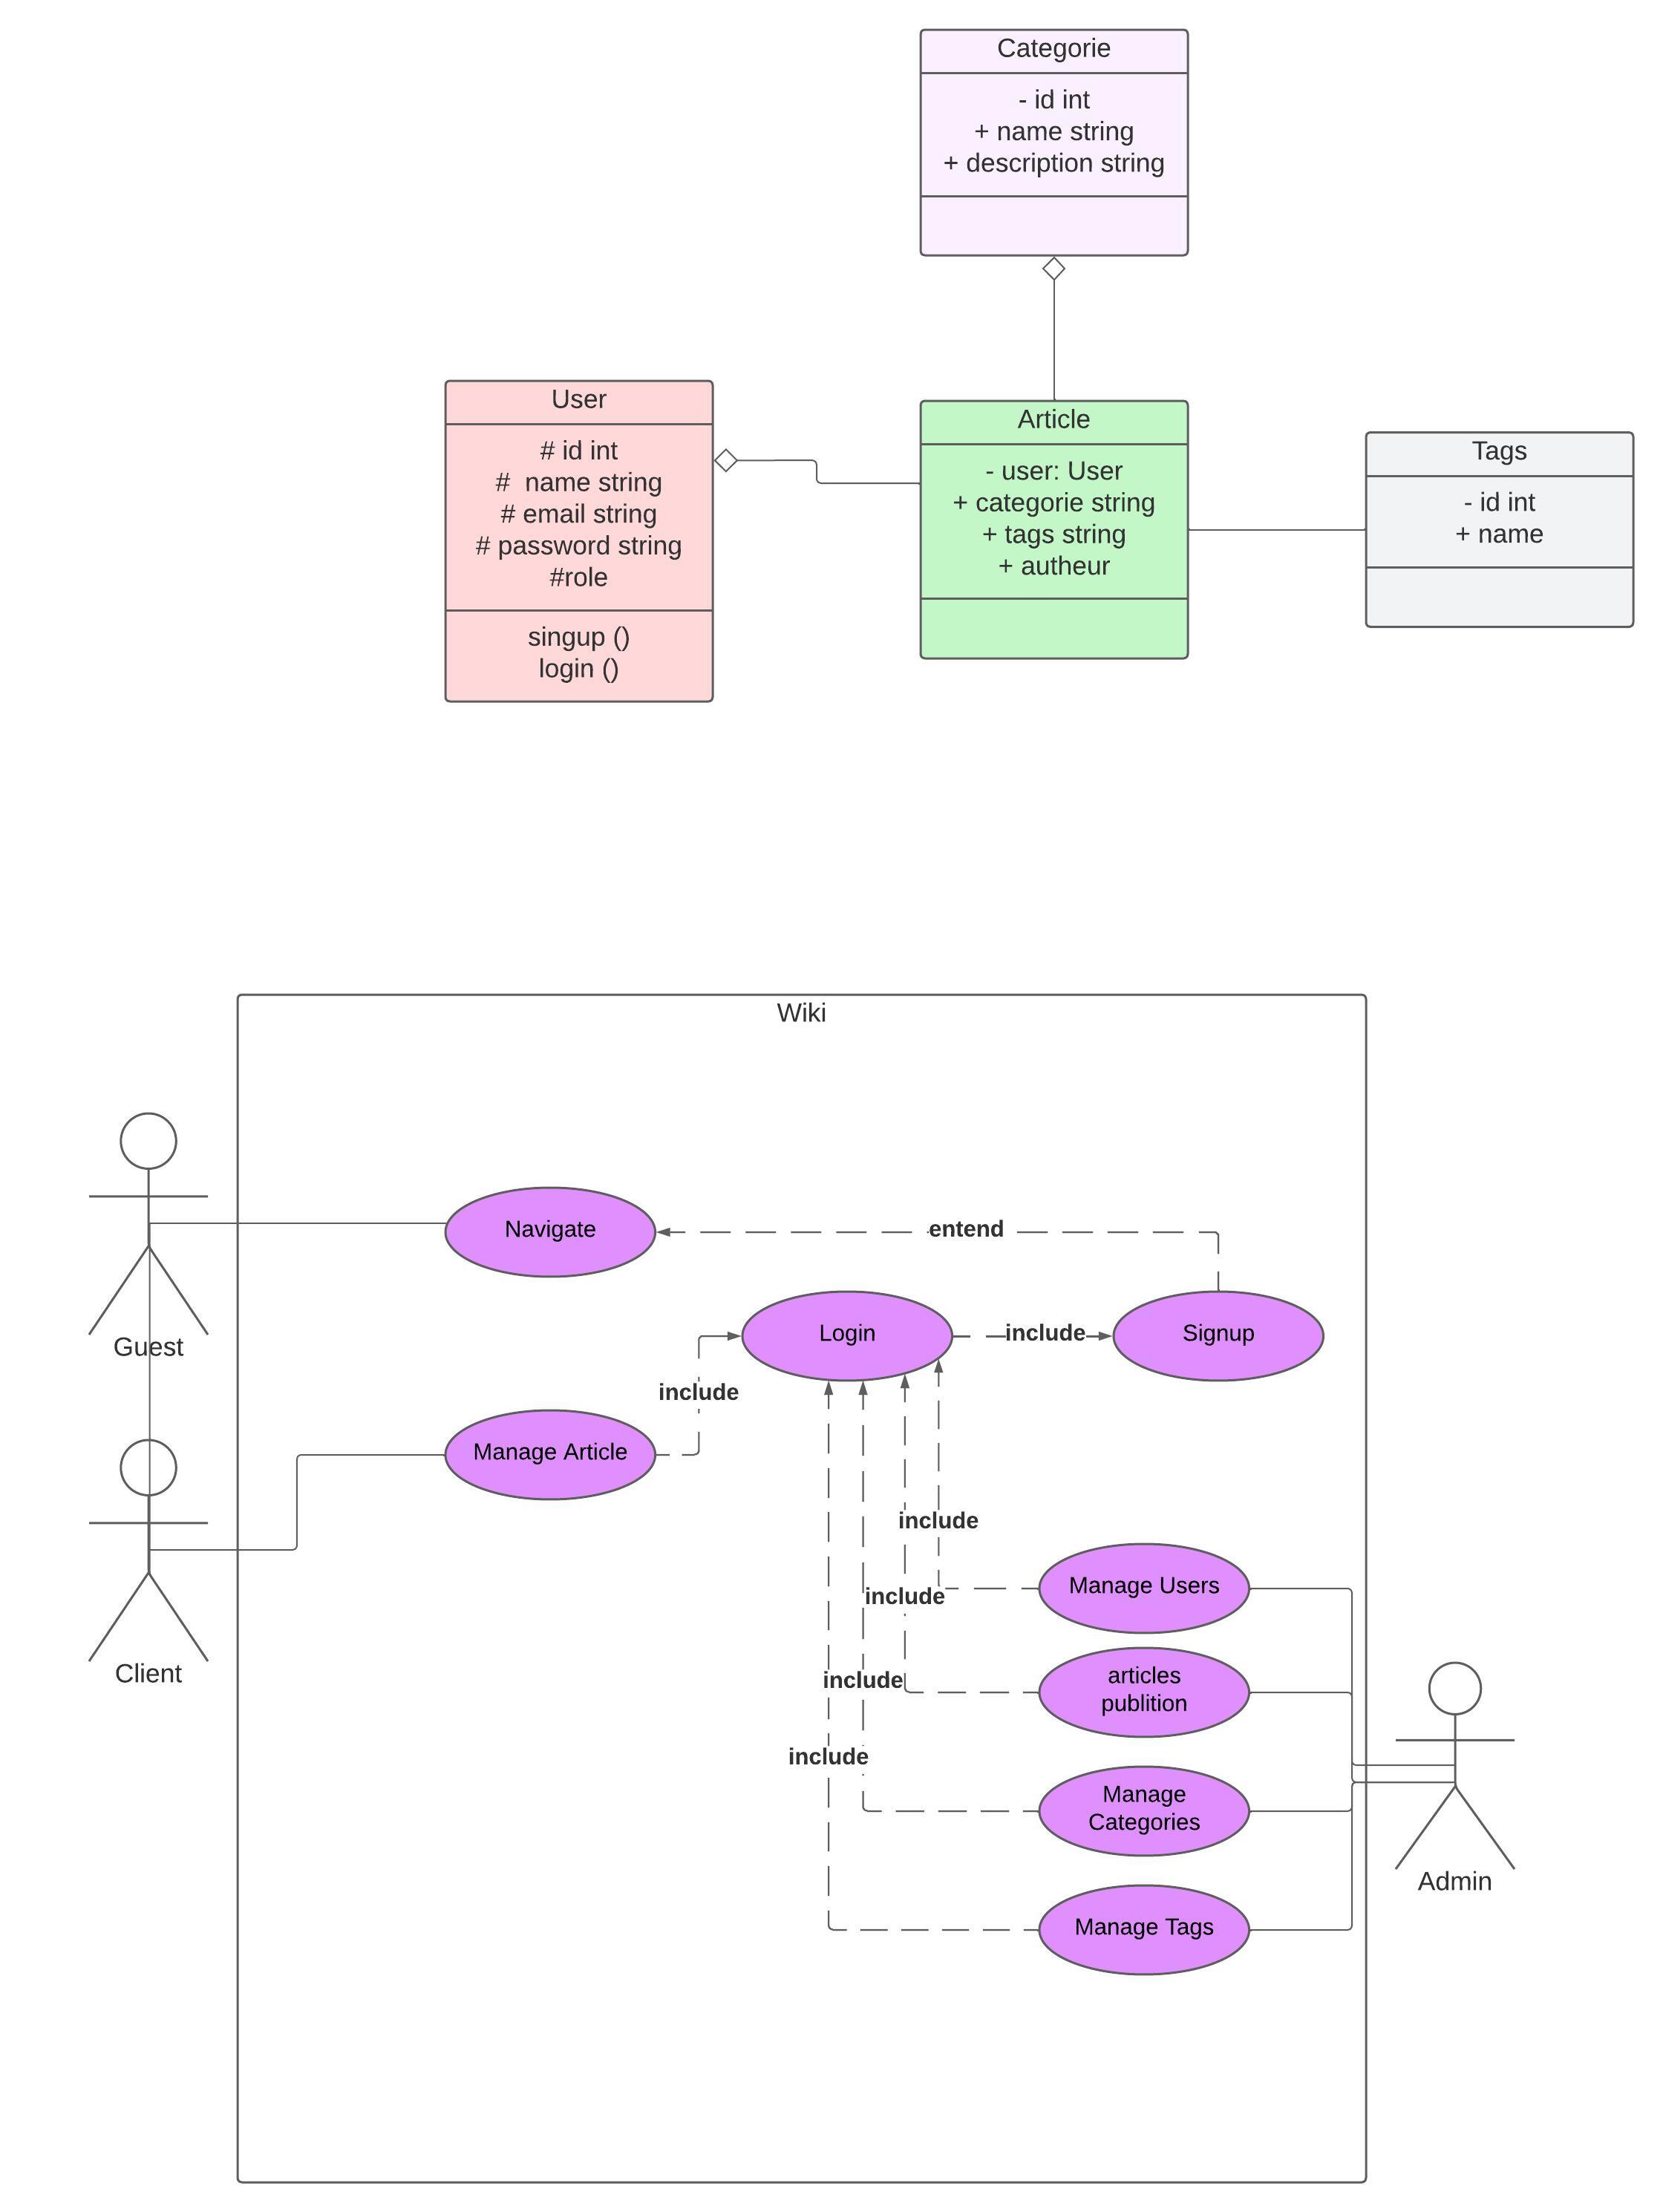 Categorie
- id int
+ name string
+ description string
User
# id int
#  name string
# email string
# password string
#role
singup ()
login ()
Article
- user: User
+ categorie string
+ tags string
+ autheur
Tags
- id int
+ name
Wiki
Guest
Navigate
entend
Login
include
Signup
include
Manage Article
Client
include
Manage Users
include
articles
publition
include
Manage
Categories
include
Manage Tags
Admin